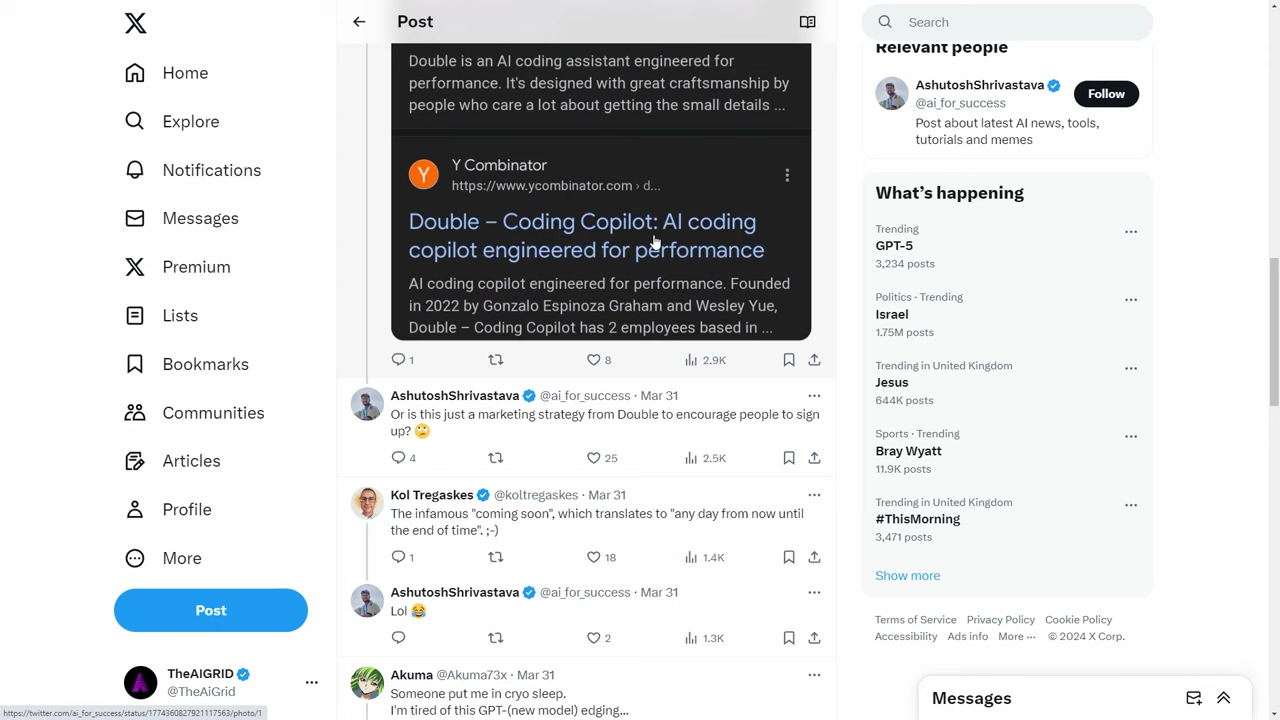 Home
Explore
Notifications
Messages
Premium
Lists
Bookmarks
Communities
Articles
Profile
More
Post
TheAIGRID
@TheAiGrid
https://twitter.com/ai_for_success/status/1774360827921117563/photo/1
Post
Double is an AI coding assistant engineered for
performance. It's designed with great craftsmanship by
people who care a lot about getting the small details ...
Y Combinator
https://www.ycombinator.com › d...
Double – Coding Copilot: AI coding
copilot engineered for performance
AI coding copilot engineered for performance. Founded
in 2022 by Gonzalo Espinoza Graham and Wesley Yue,
Double – Coding Copilot has 2 employees based in ...
1 8 2.9K
AshutoshShrivastava @ai_for_success · Mar 31
Or is this just a marketing strategy from Double to encourage people to sign
up? 🙄
4 25 2.5K
Kol Tregaskes @koltregaskes · Mar 31
The infamous "coming soon", which translates to "any day from now until
the end of time". ;-)
1 18 1.4K
AshutoshShrivastava @ai_for_success · Mar 31
Lol 😂
2 1.3K
Akuma @Akuma73x · Mar 31
Someone put me in cryo sleep.
I'm tired of this GPT-(new model) edging...
Search
Relevant people
AshutoshShrivastava
@ai_for_success
Follow
Post about latest AI news, tools,
tutorials and memes
What's happening
Trending
GPT-5
3,234 posts
Politics · Trending
Israel
1.75M posts
Trending in United Kingdom
Jesus
644K posts
Sports · Trending
Bray Wyatt
11.9K posts
Trending in United Kingdom
#ThisMorning
3,471 posts
Show more
Terms of Service Privacy Policy Cookie Policy
Accessibility Ads info More ··· © 2024 X Corp.
Messages